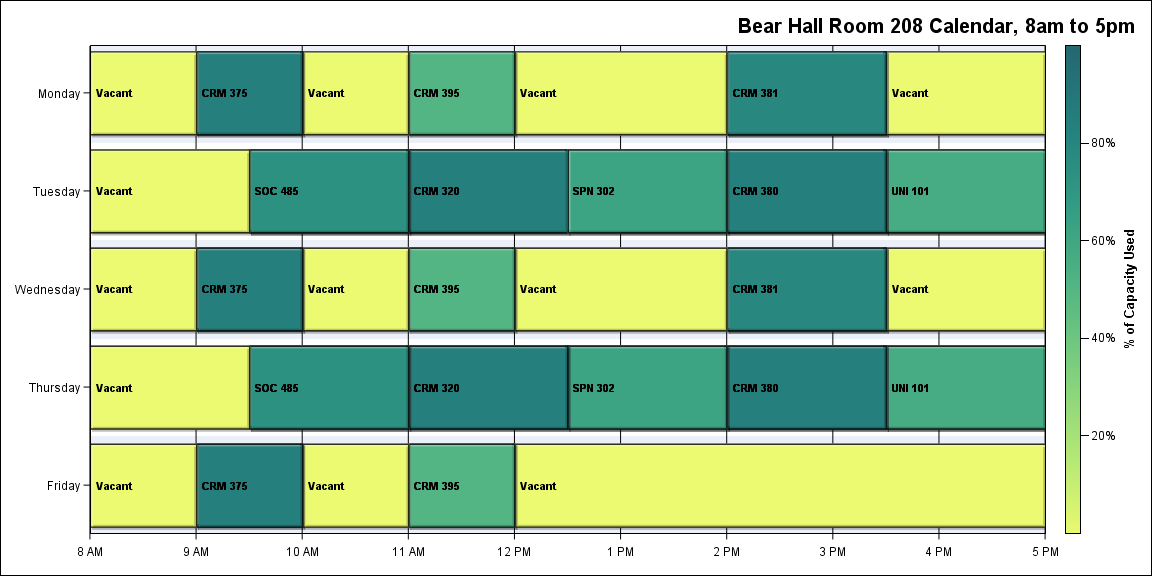 Bear Hall Room 208 Calendar, 8am to 5pm
Monday
Vacant
CRM 375
Vacant
CRM 395
Vacant
CRM 381
Vacant
Tuesday
Vacant
SOC 485
CRM 320
SPN 302
CRM 380
UNI 101
Wednesday
Vacant
CRM 375
Vacant
CRM 395
Vacant
CRM 381
Vacant
Thursday
Vacant
SOC 485
CRM 320
SPN 302
CRM 380
UNI 101
Friday
Vacant
CRM 375
Vacant
CRM 395
Vacant
8 AM
9 AM
10 AM
11 AM
12 PM
1 PM
2 PM
3 PM
4 PM
5 PM
80%
60%
40%
20%
% of Capacity Used